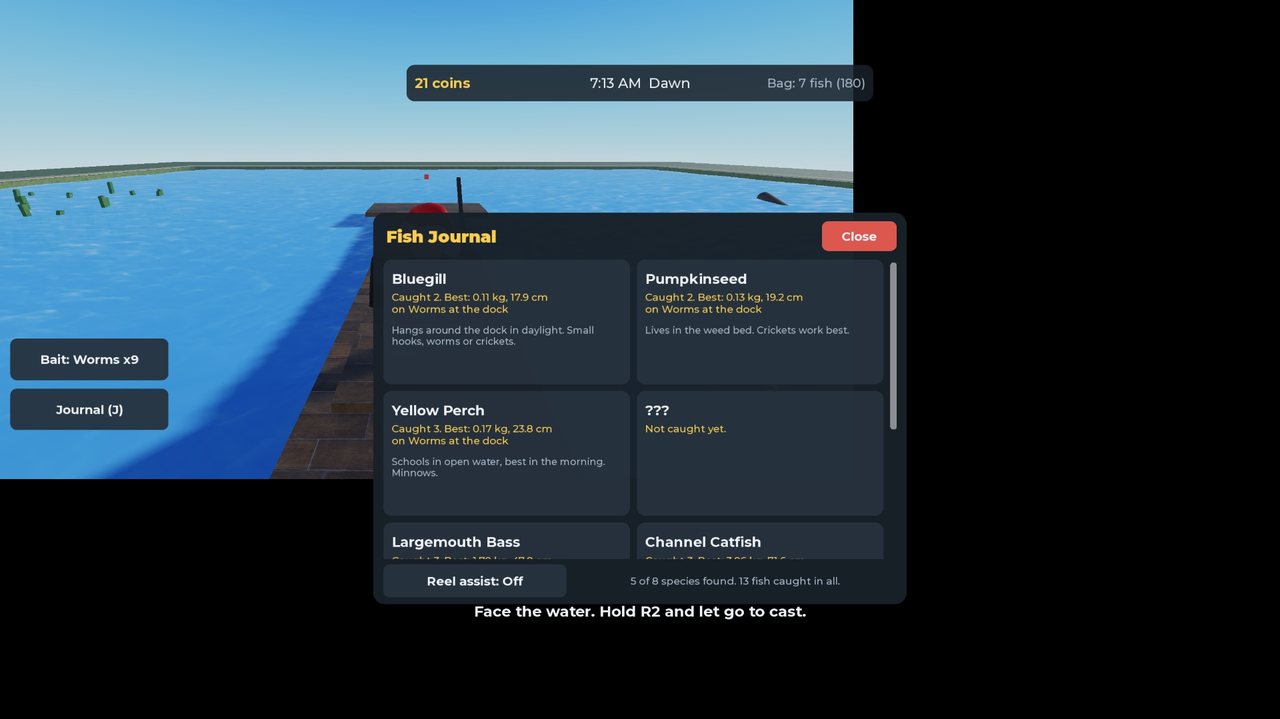 21 coins
7:13 AM Dawn
Bag: 7 fish (180)
Fish Journal
Close
Bluegill
Caught 2. Best: 0.11 kg, 17.9 cm
on Worms at the dock
Hangs around the dock in daylight. Small
hooks, worms or crickets.
Pumpkinseed
Caught 2. Best: 0.13 kg, 19.2 cm
on Worms at the dock
Lives in the weed bed. Crickets work best.
Bait: Worms x9
Journal (J)
Yellow Perch
Caught 3. Best: 0.17 kg, 23.8 cm
on Worms at the dock
Schools in open water, best in the morning.
Minnows.
???
Not caught yet.
Largemouth Bass
Channel Catfish
Reel assist: Off
5 of 8 species found. 13 fish caught in all.
Face the water. Hold R2 and let go to cast.